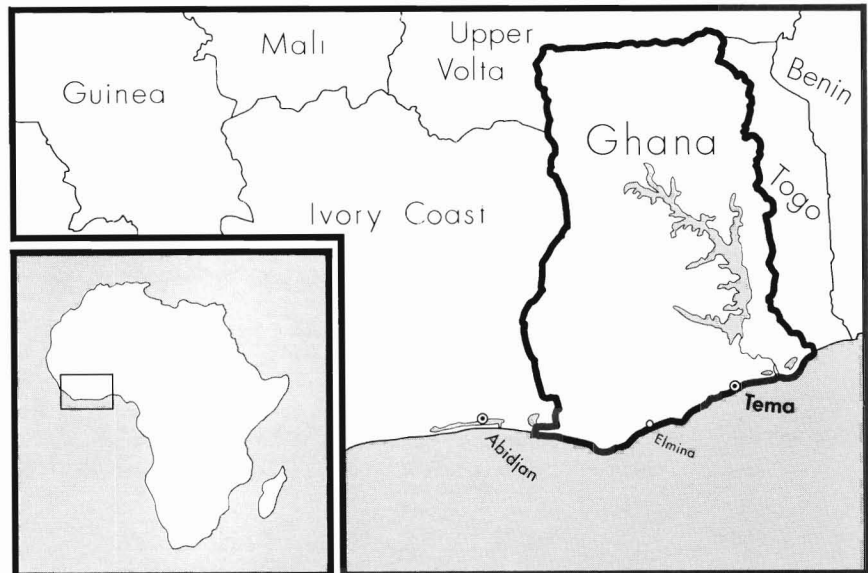 Guinea
Mali
Upper
Volta
Benin
Ghana
Togo
Ivory Coast
Abidjan
Elmina
Tema